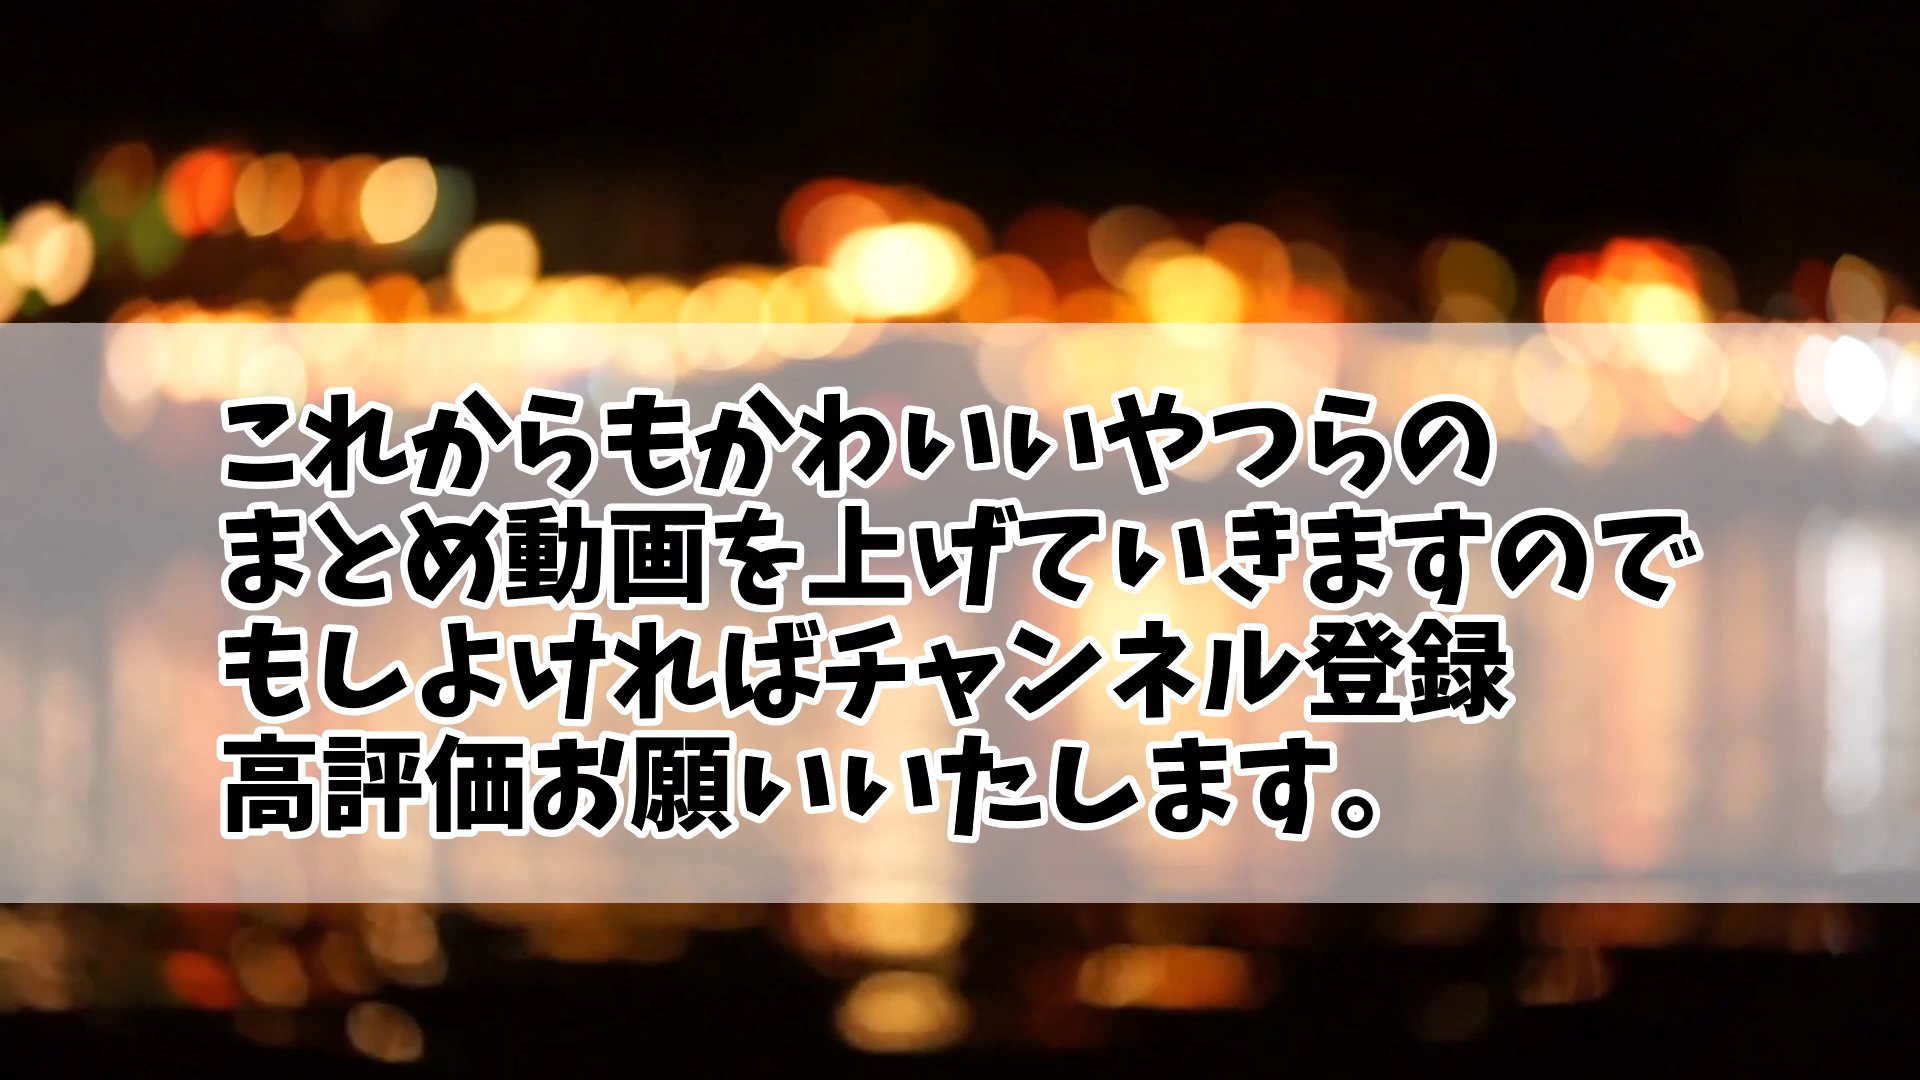 これからもかわいいやつらの
まとめ動画を上げていきますので
もしよければチャンネル登録
高評価お願いいたします。